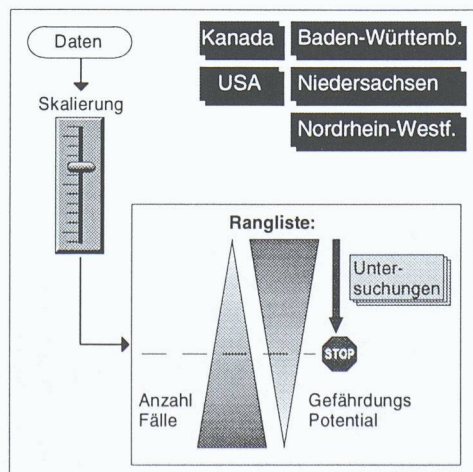 Daten
Kanada
Baden-Württemb.
USA
Niedersachsen
Nordrhein-Westf.
Skalierung
Rangliste:
Unter-
suchungen
STOP
Anzahl
Fälle
Gefährdungs
Potential